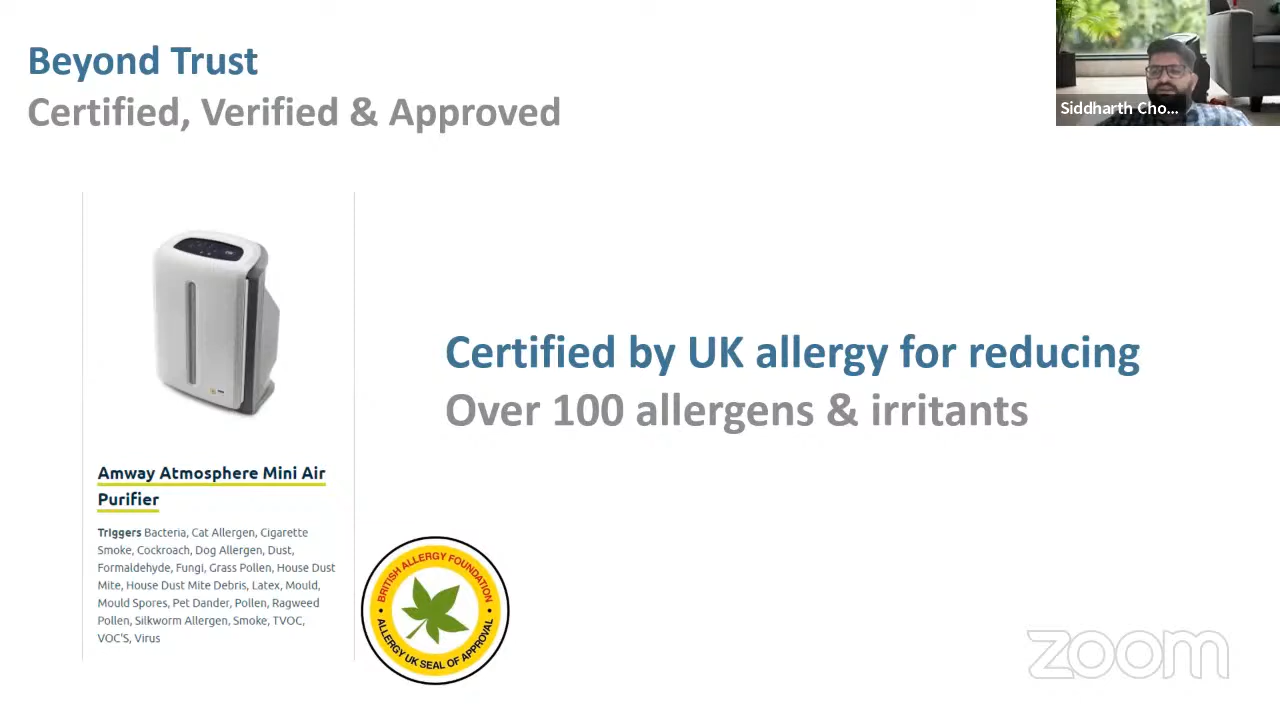 Beyond Trust
Certified, Verified & Approved
Siddharth Cho...
Certified by UK allergy for reducing
Over 100 allergens & irritants
Amway Atmosphere Mini Air
Purifier
Triggers Bacteria, Cat Allergen, Cigarette
Smoke, Cockroach, Dog Allergen, Dust,
Formaldehyde, Fungi, Grass Pollen, House Dust
Mite, House Dust Mite Debris, Latex, Mould,
Mould Spores, Pet Dander, Pollen, Ragweed
Pollen, Silkworm Allergen, Smoke, TVOC,
VOC'S, Virus
BRITISH ALLERGY FOUNDATION
ALLERGY UK SEAL OF APPROVAL
zoom